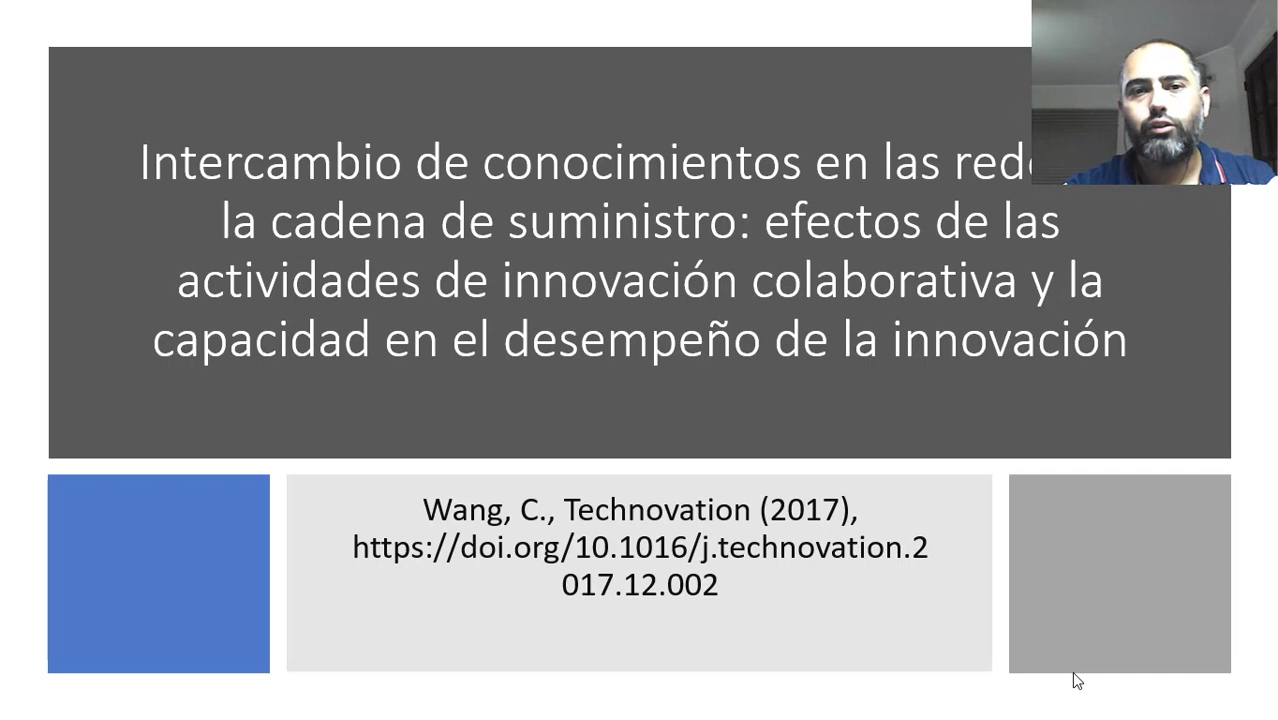 Intercambio de conocimientos en las
la cadena de suministro: efectos de las
actividades de innovación colaborativa y la
capacidad en el desempeño de la innovación
Wang, C., Technovation (2017),
https://doi.org/10.1016/j.technovation.2
017.12.002